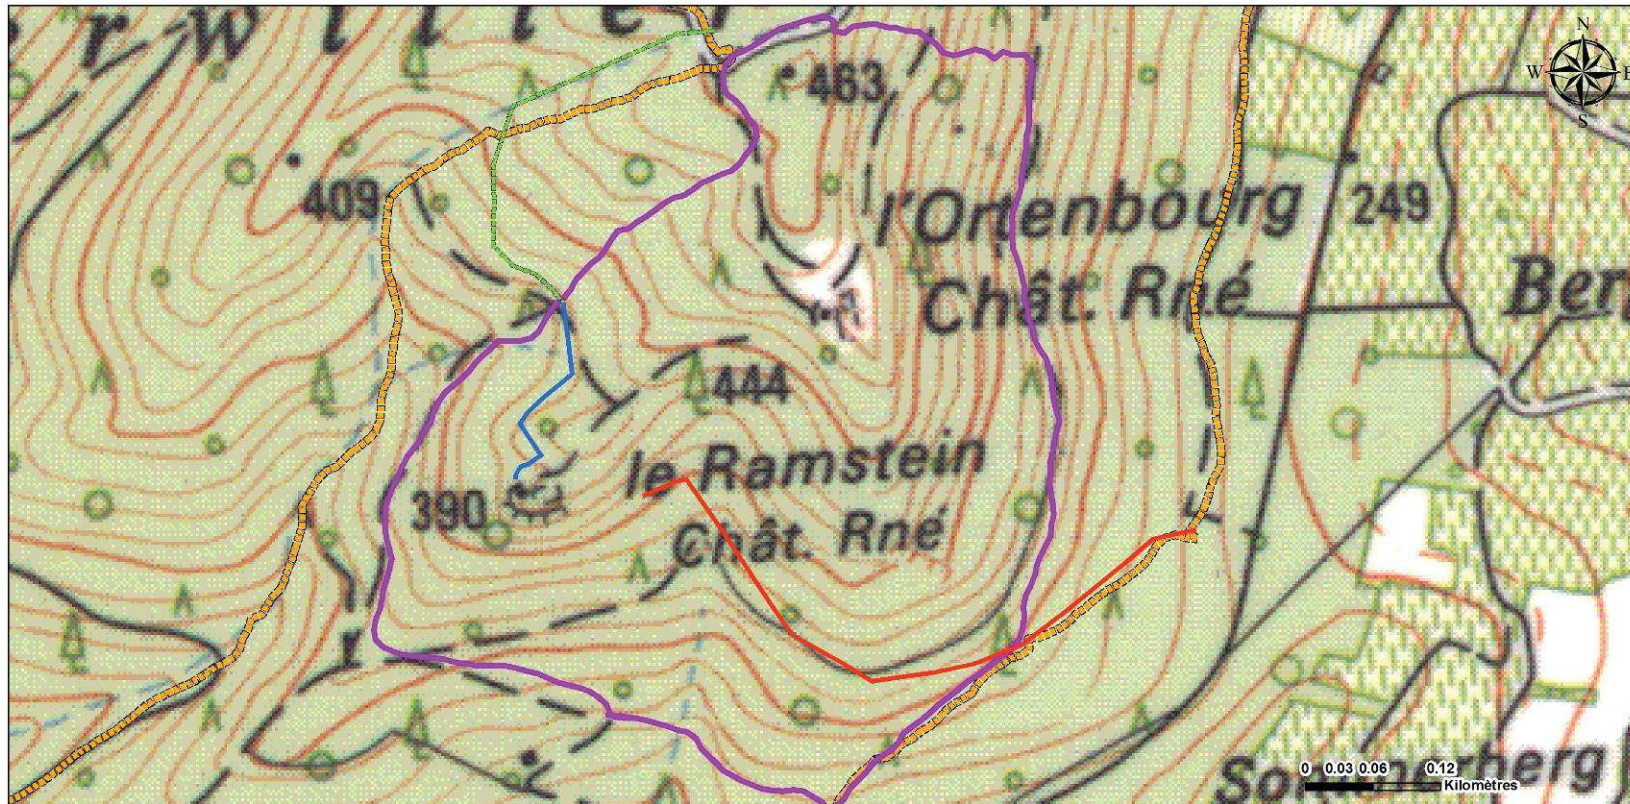 rwille
N
W
E
S
463
409
l'Ortenbourg
249
Chât. Rné
Ber
444
le Ramstein
390
Chât. Rné
0 0.03 0.06 0.12
Kilomètres